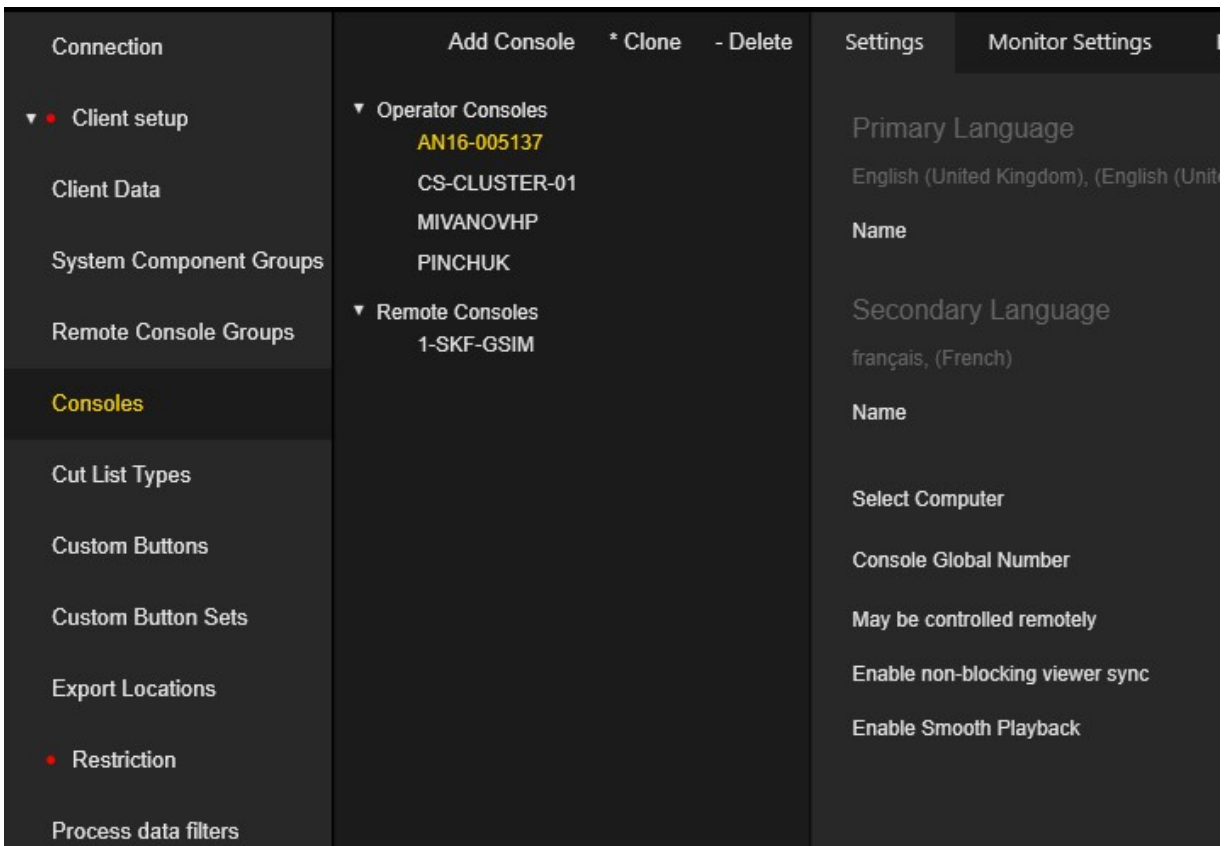 Connection
Client setup
Client Data
System Component Groups
Remote Console Groups
Consoles
Cut List Types
Custom Buttons
Custom Button Sets
Export Locations
Restriction
Process data filters
Add Console * Clone - Delete
Operator Consoles
AN16-005137
CS-CLUSTER-01
MIVANOVHP
PINCHUK
Remote Consoles
1-SKF-GSIM
Settings Monitor Settings
Primary Language
English (United Kingdom), (English
Name
Secondary Language
français, (French)
Name
Select Computer
Console Global Number
May be controlled remotely
Enable non-blocking viewer sync
Enable Smooth Playback